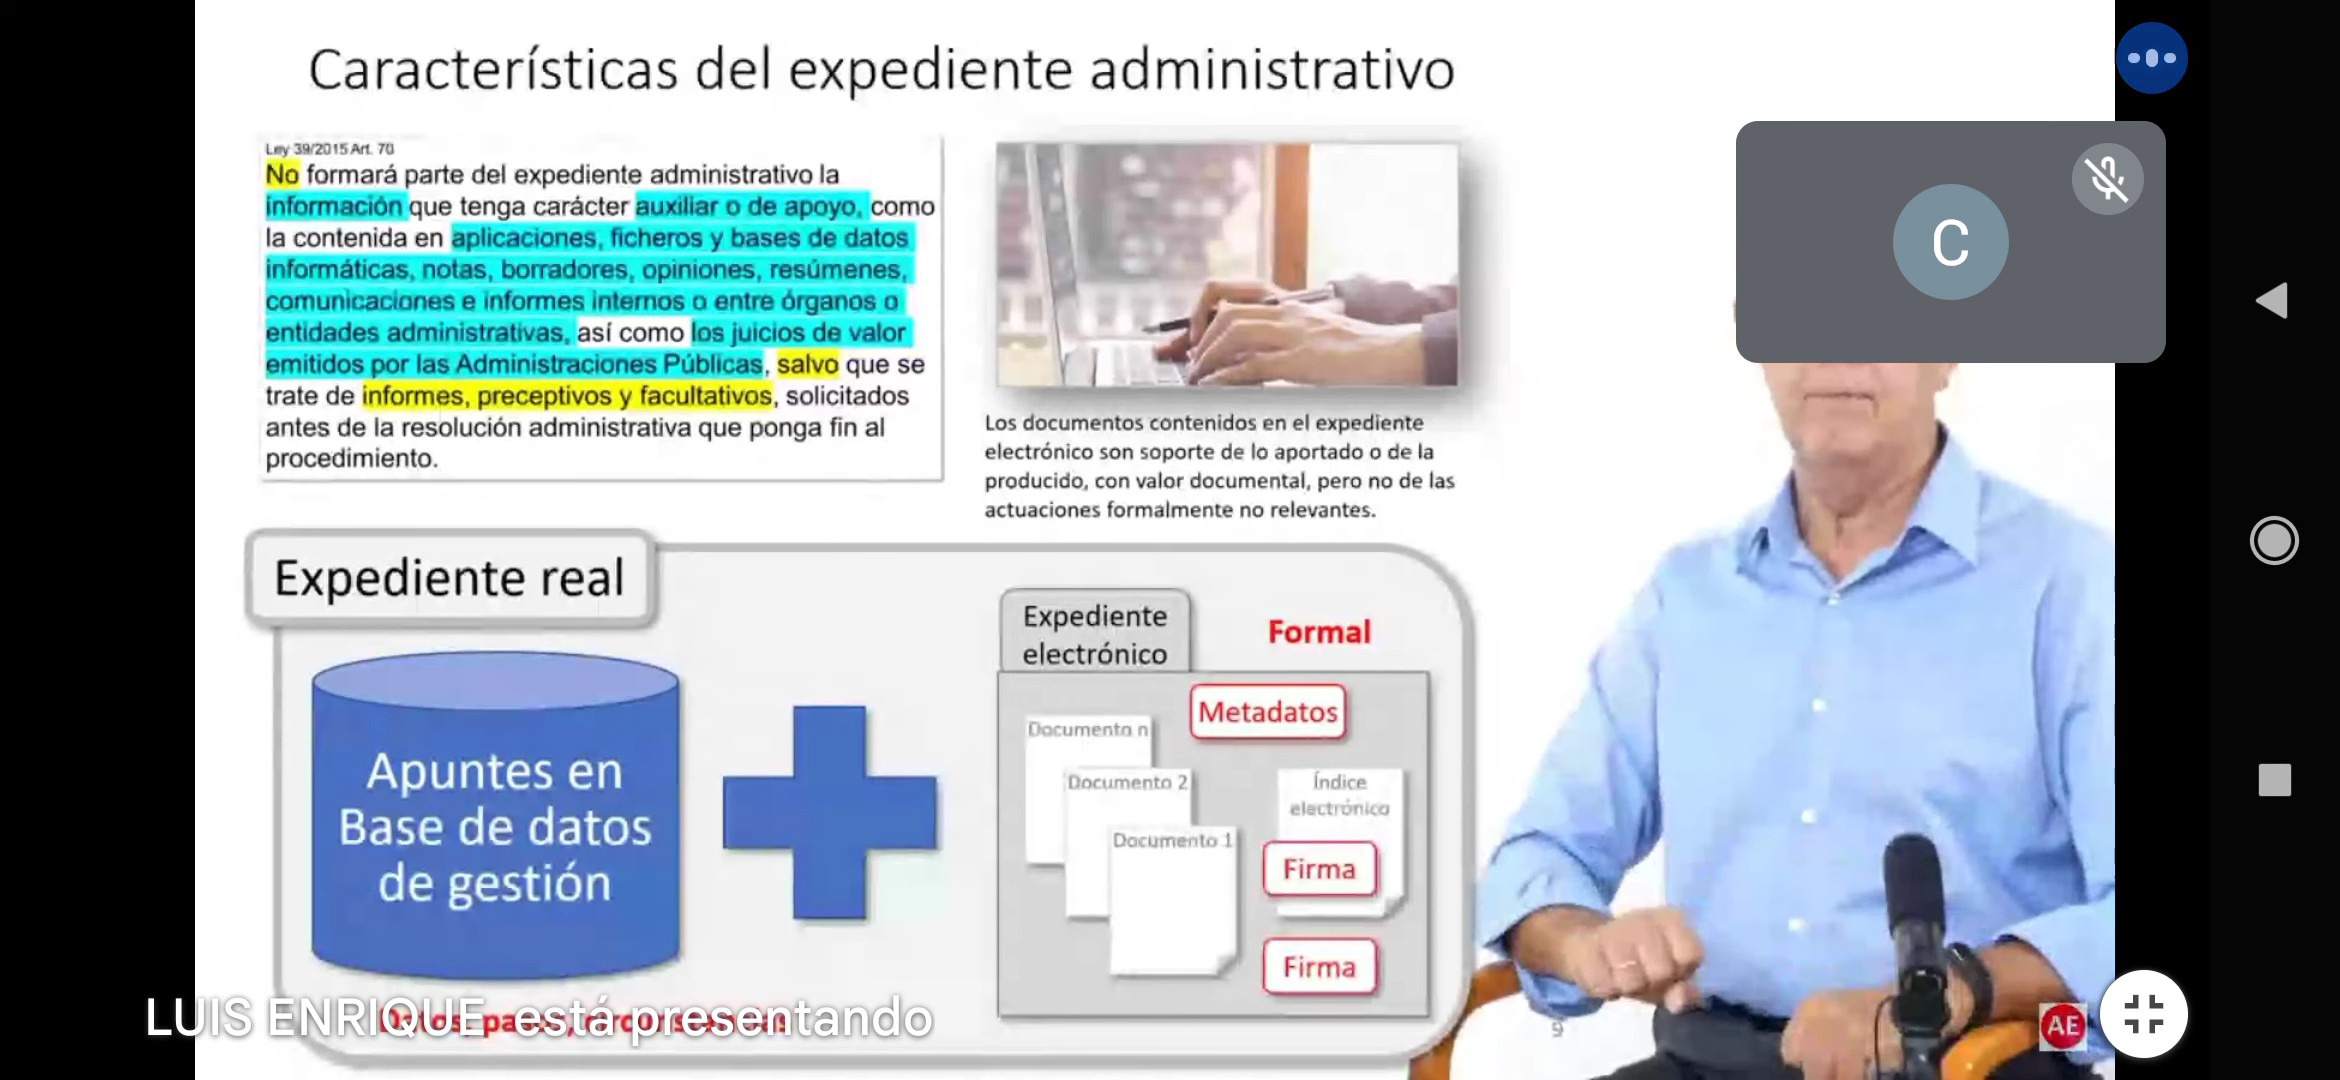 Características del expediente administrativo
Ley 39/2015 Art. 70
No formará parte del expediente administrativo la
información que tenga carácter auxiliar o de apoyo, como
la contenida en aplicaciones, ficheros y bases de datos
informáticas, notas, borradores, opiniones, resúmenes,
comunicaciones e informes internos o entre órganos o
entidades administrativas, así como los juicios de valor
emitidos por las Administraciones Públicas, salvo que se
trate de informes, preceptivos y facultativos, solicitados
antes de la resolución administrativa que ponga fin al
procedimiento.
Los documentos contenidos en el expediente
electrónico son soporte de lo aportado o de la
producido, con valor documental, pero no de las
actuaciones formalmente no relevantes.
C
Expediente real
Apuntes en
Base de datos
de gestión
Expediente
electrónico
Formal
Metadatos
Documento n
Documento 2
Documento 1
Índice
electrónico
Firma
Firma
LUIS ENRIQUE está presentando
9
AE